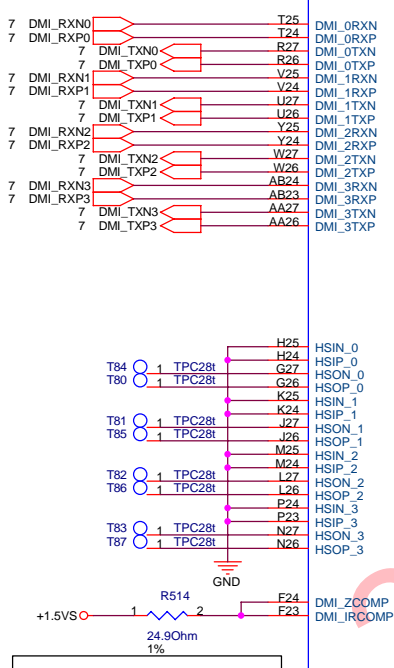 7 DMI_RXN0 T25 DMI_0RXN
7 DMI_RXP0 T24 DMI_0RXP
7 DMI_TXN0 R27 DMI_0TXN
7 DMI_TXP0 R26 DMI_0TXP
7 DMI_RXN1 V25 DMI_1RXN
7 DMI_RXP1 V24 DMI_1RXP
7 DMI_TXN1 U27 DMI_1TXN
7 DMI_TXP1 U26 DMI_1TXP
7 DMI_RXN2 Y25 DMI_2RXN
7 DMI_RXP2 Y24 DMI_2RXP
7 DMI_TXN2 W27 DMI_2TXN
7 DMI_TXP2 W26 DMI_2TXP
7 DMI_RXN3 AB24 DMI_3RXN
7 DMI_RXP3 AB23 DMI_3RXP
7 DMI_TXN3 AA27 DMI_3TXN
7 DMI_TXP3 AA26 DMI_3TXP
H25 HSIN_0
H24 HSIP_0
T84 1 TPC28t G27 HSON_0
T80 1 TPC28t G26 HSOP_0
K25 HSIN_1
K24 HSIP_1
T81 1 TPC28t J27 HSON_1
T85 1 TPC28t J26 HSOP_1
M25 HSIN_2
M24 HSIP_2
T82 1 TPC28t L27 HSON_2
T86 1 TPC28t L26 HSOP_2
P24 HSIN_3
P23 HSIP_3
T83 1 TPC28t N27 HSON_3
T87 1 TPC28t N26 HSOP_3
GND
R514 F24 DMI_ZCOMP
+1.5VS 1 2 F23 DMI_IRCOMP
24.9Ohm
1%